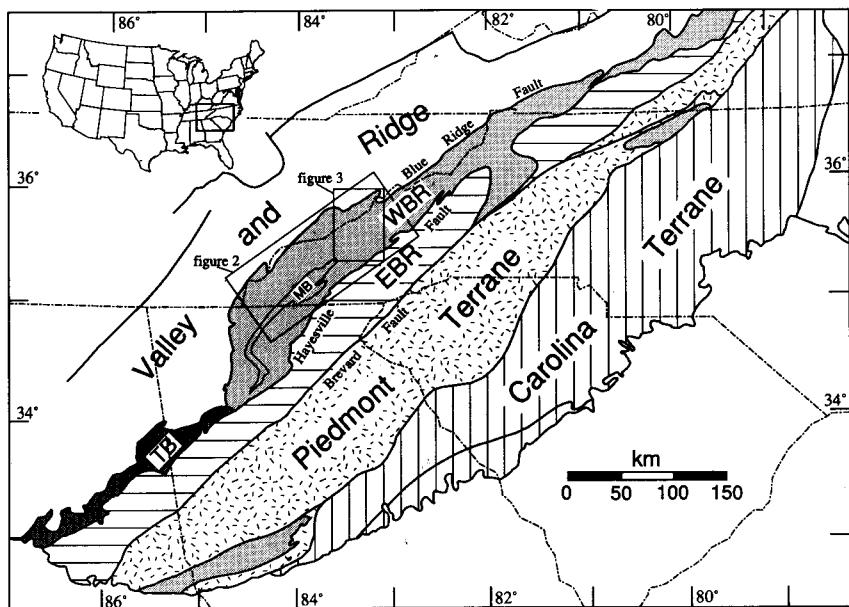 86° 84° 82° 80°
36°
36°
34°
34°
Valley and Ridge
Blue Ridge Fault
figure 3
figure 2
WBR
MB
EBR
Hayesville Fault
Brevard Fault
Piedmont Terrane
Carolina Terrane
TB
km
0 50 100 150
86° 84° 82° 80°